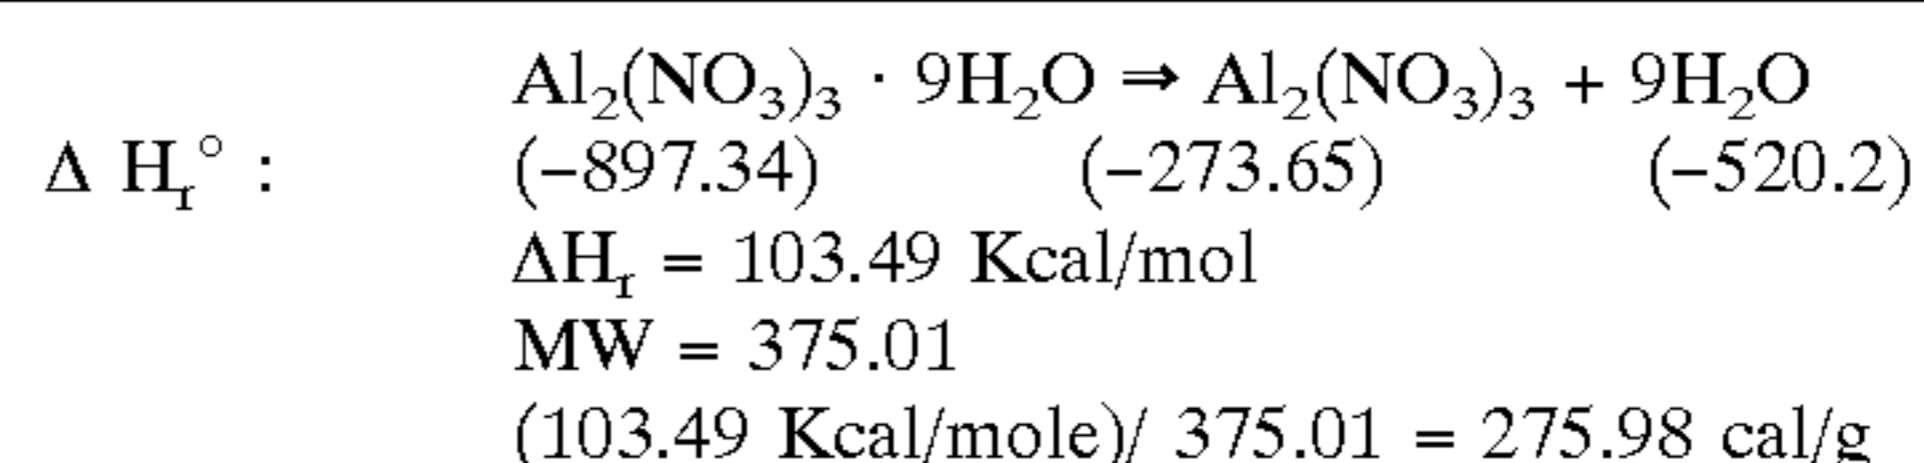 Al₂(NO₃)₃ · 9H₂O ⇒ Al₂(NO₃)₃ + 9H₂O
Δ Hᵣ° : (−897.34) (−273.65) (−520.2)
ΔHᵣ = 103.49 Kcal/mol
MW = 375.01
(103.49 Kcal/mole)/ 375.01 = 275.98 cal/g